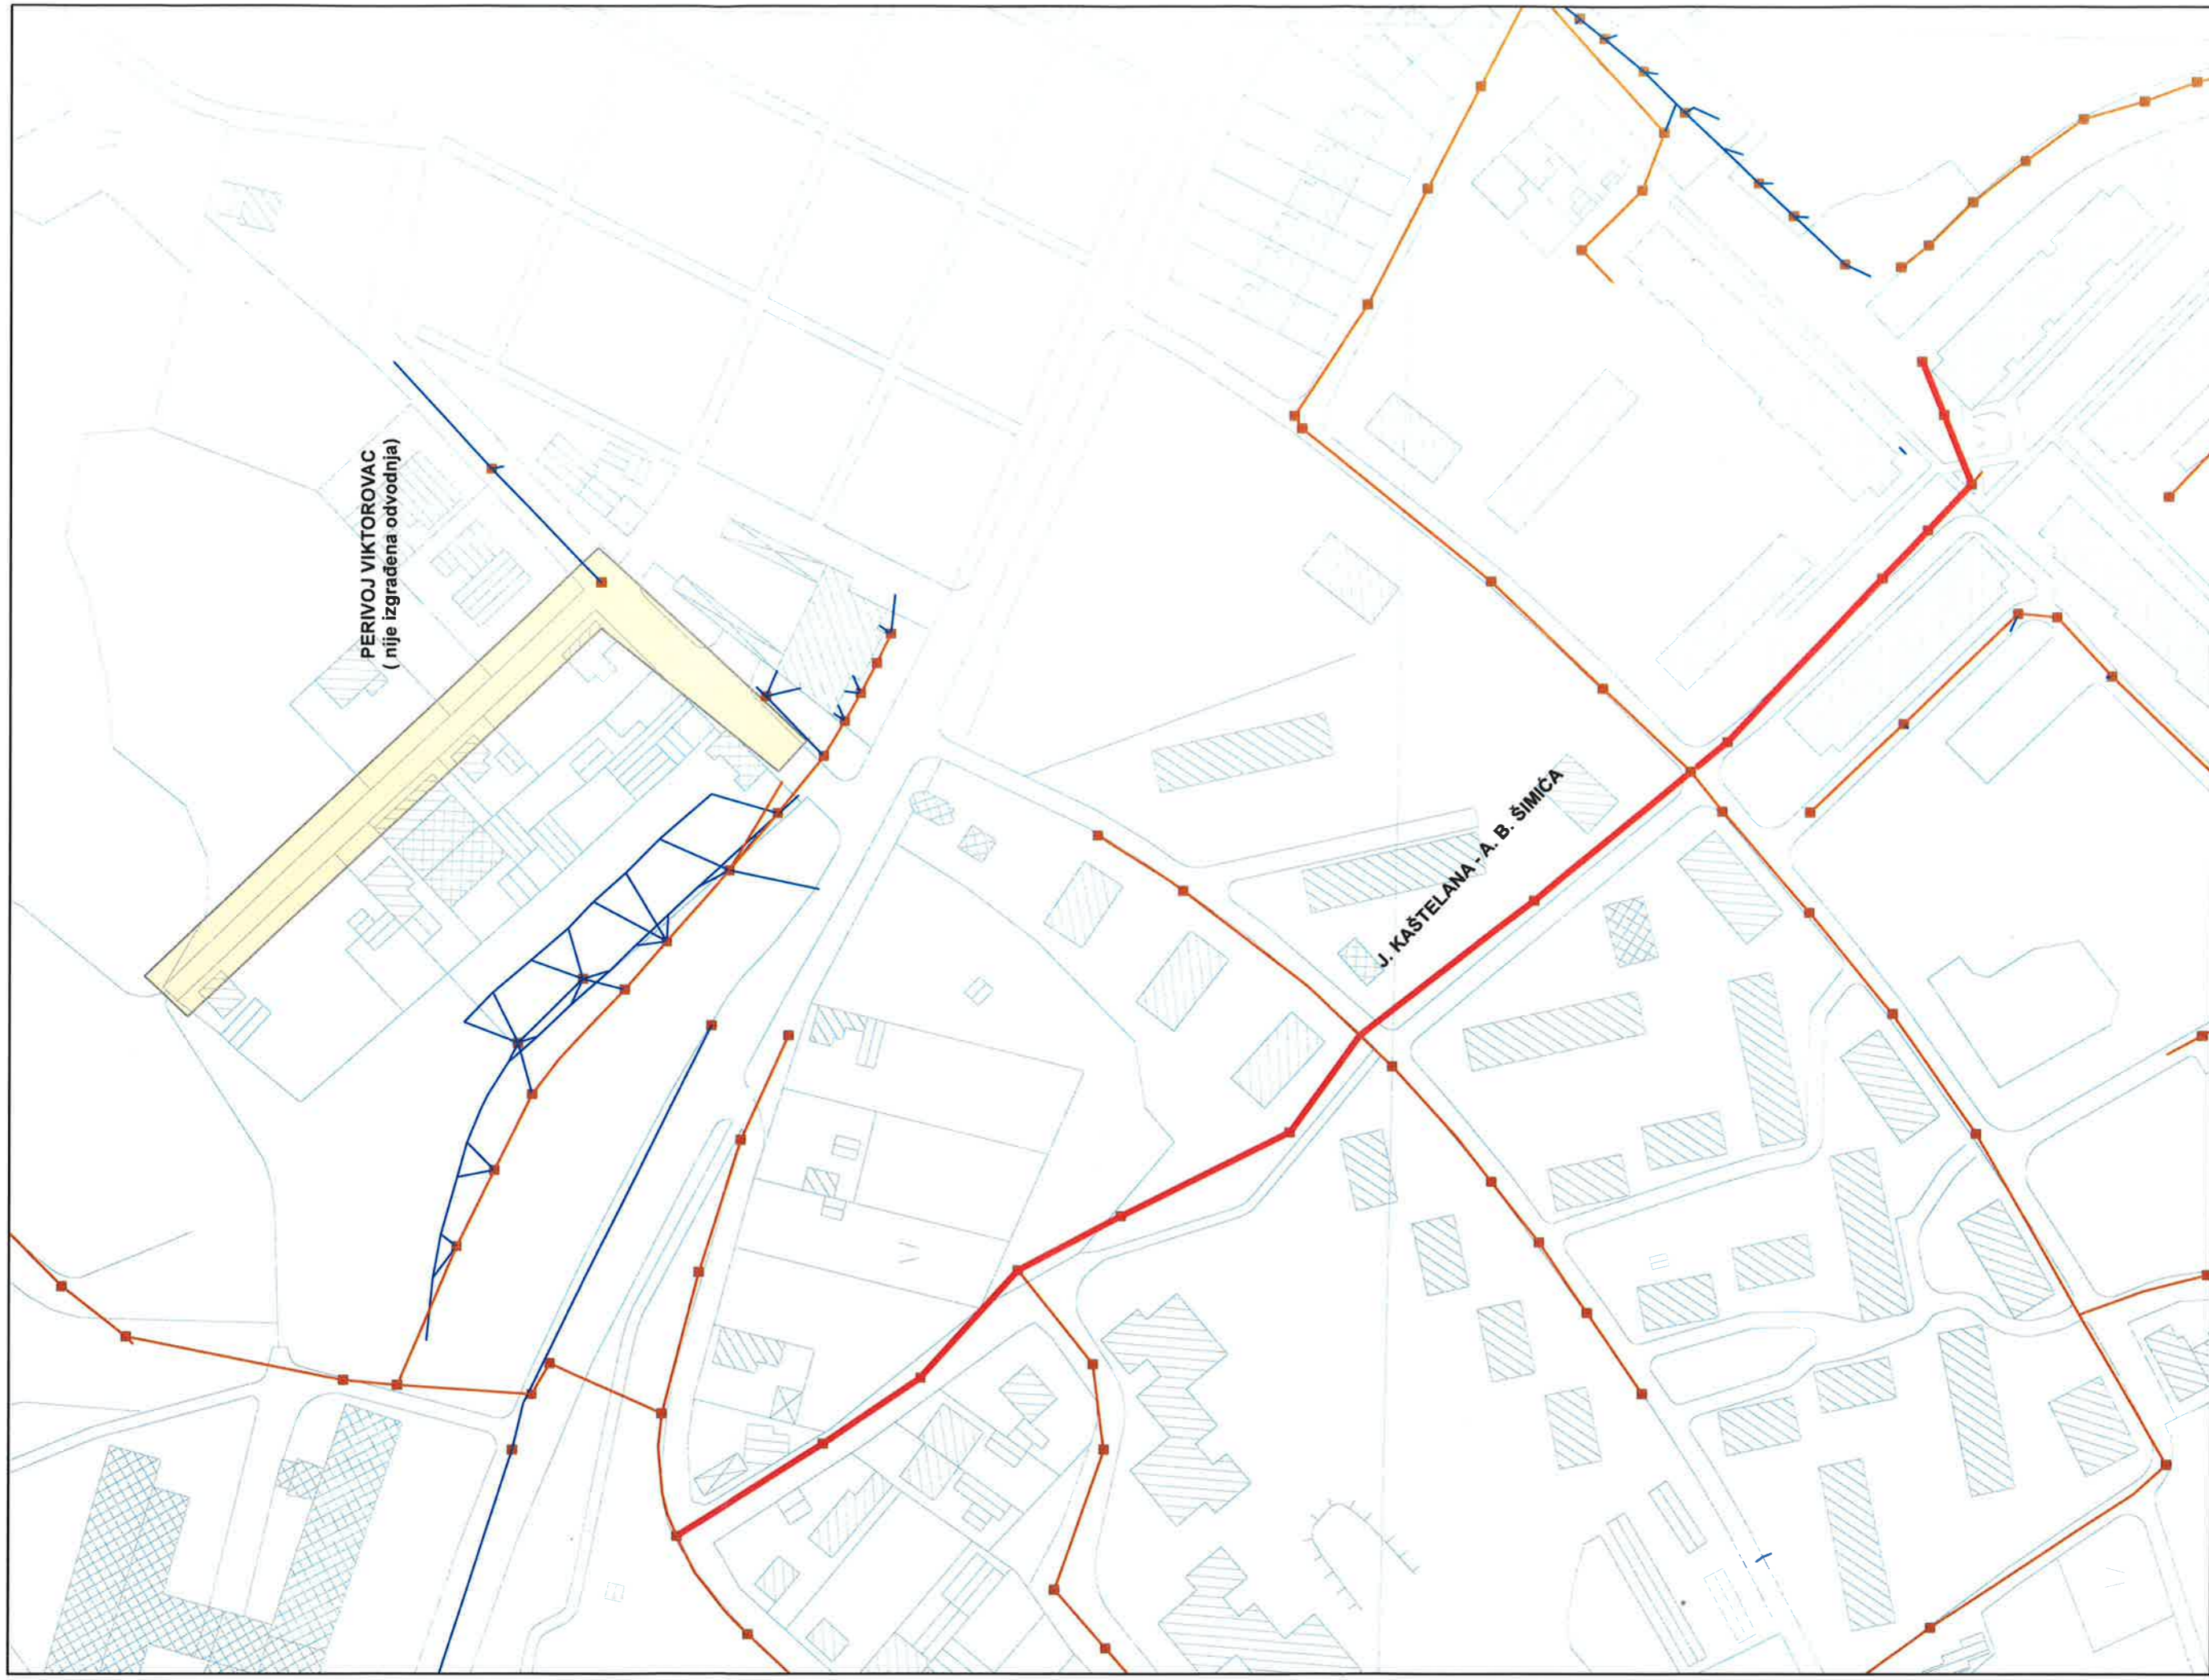 PERIVOJ VIKTOROVAC
( nije izgrađena odvodnja)
J. KAŠTELANA - A. B. ŠIMIĆA